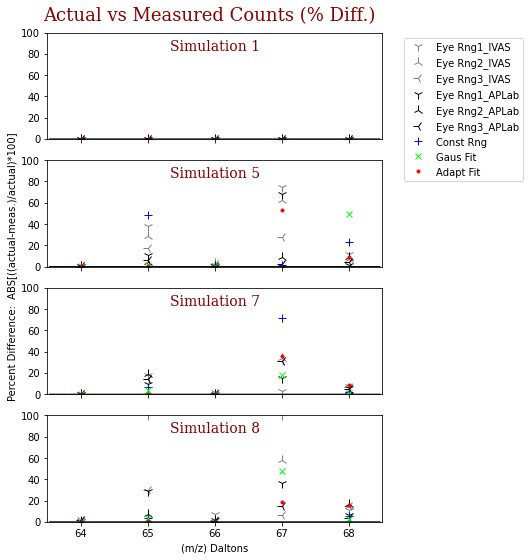 Actual vs Measured Counts (% Diff.)
Simulation 1
100
80
60
40
20
0
Eye Rng1_IVAS
Eye Rng2_IVAS
Eye Rng3_IVAS
Eye Rng1_APLab
Eye Rng2_APLab
Eye Rng3_APLab
Const Rng
Gaus Fit
Adapt Fit
Percent Difference: ABS[((actual-meas.)/actual)*100]
Simulation 5
100
80
60
40
20
0
Simulation 7
100
80
60
40
20
0
Simulation 8
100
80
60
40
20
0
64 65 66 67 68
(m/z) Daltons